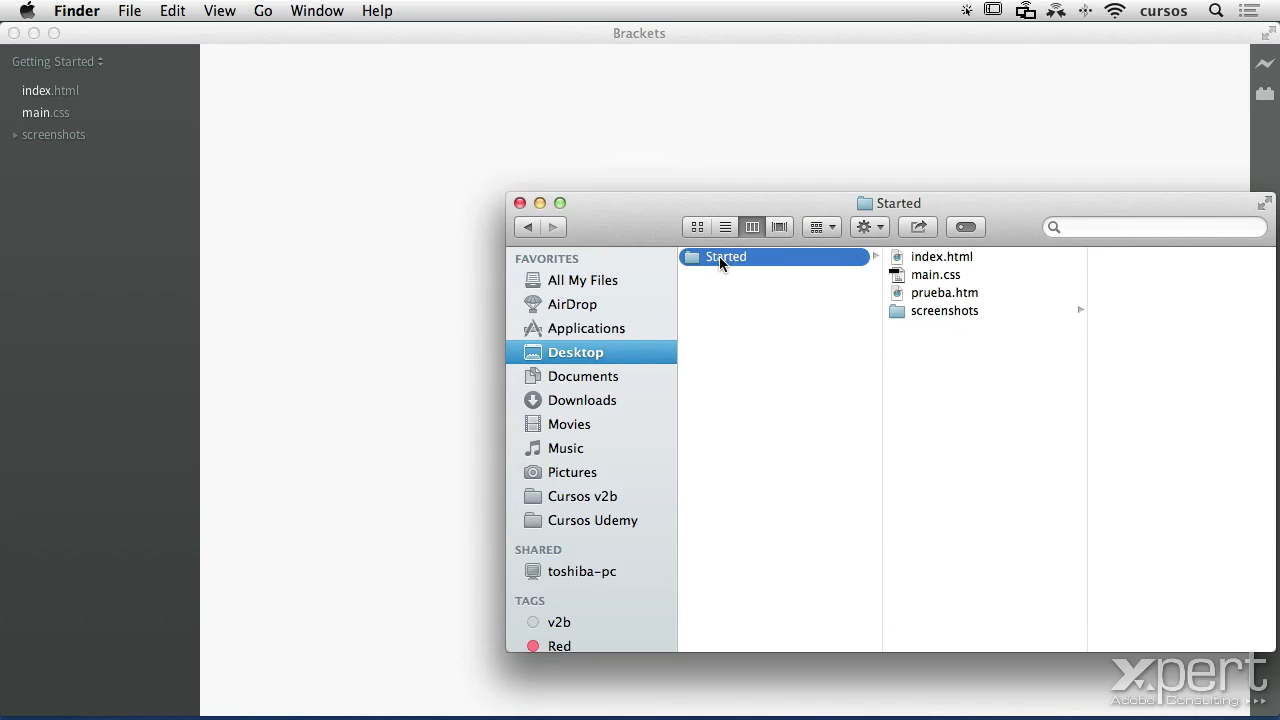 Finder File Edit View Go Window Help
cursos
Brackets
Getting Started
index.html
main.css
screenshots
Started
FAVORITES
All My Files
AirDrop
Applications
Desktop
Documents
Downloads
Movies
Music
Pictures
Cursos v2b
Cursos Udemy
SHARED
toshiba-pc
TAGS
v2b
Red
Started
index.html
main.css
prueba.htm
screenshots
xpert
Adobe Consulting